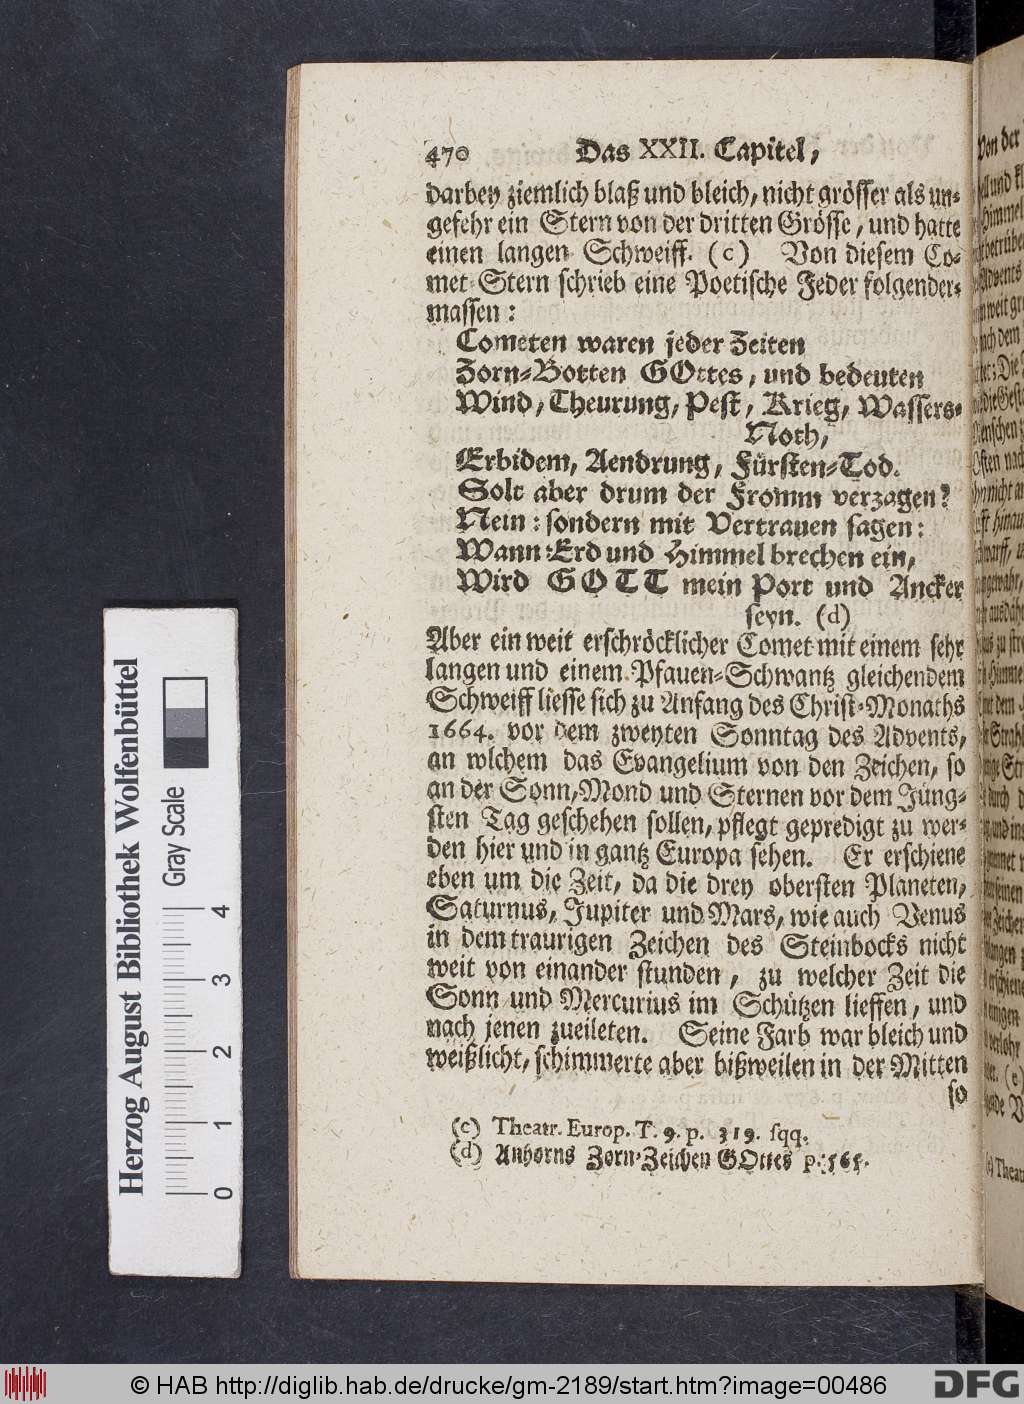 470 Das XXII. Capitel,
darbey ziemlich blaß und bleich, nicht grösser als un-
gefehr ein Stern von der dritten Grösse, und hatte
einen langen Schweiff. (c) Von diesem Co-
met-Stern schrieb eine Poetische Feder folgender-
massen:
Cometen waren jeder Zeiten
Zorn-Botten GOttes, und bedeuten
Wind, Theurung, Pest, Krieg, Wassers-
Noth,
Erbidem, Aendrung, Fürsten-Tod.
Solt aber drum der Fromm verzagen?
Nein: sondern mit Vertrauen sagen:
Wann Erd und Himmel brechen ein,
Wird GOTT mein Port und Ancker
seyn. (d)
Aber ein weit erschröcklicher Comet mit einem sehr
langen und einem Pfauen-Schwantz gleichendem
Schweiff liesse sich zu Anfang des Christ-Monaths
1664. vor dem zweyten Sonntag des Advents,
an wlchem das Evangelium von den Zeichen, so
an der Sonn, Mond und Sternen vor dem Jüng-
sten Tag geschehen sollen, pflegt gepredigt zu wer-
den hier und in gantz Europa sehen. Er erschiene
eben um die Zeit, da die drey obersten Planeten,
Saturnus, Jupiter und Mars, wie auch Venus
in dem traurigen Zeichen des Steinbocks nicht
weit von einander stunden, zu welcher Zeit die
Sonn und Mercurius im Schützen lieffen, und
nach jenen zueileten. Seine Farb war bleich und
weißlicht, schimmerte aber bißweilen in der Mitten
so
(c) Theatr. Europ. T. 9. p. 319. sqq.
(d) Anhorns Zorn-Zeichen GOttes p. 565.
Herzog August Bibliothek Wolfenbüttel
Gray Scale
0 1 2 3 4
© HAB http://diglib.hab.de/drucke/gm-2189/start.htm?image=00486
DFG